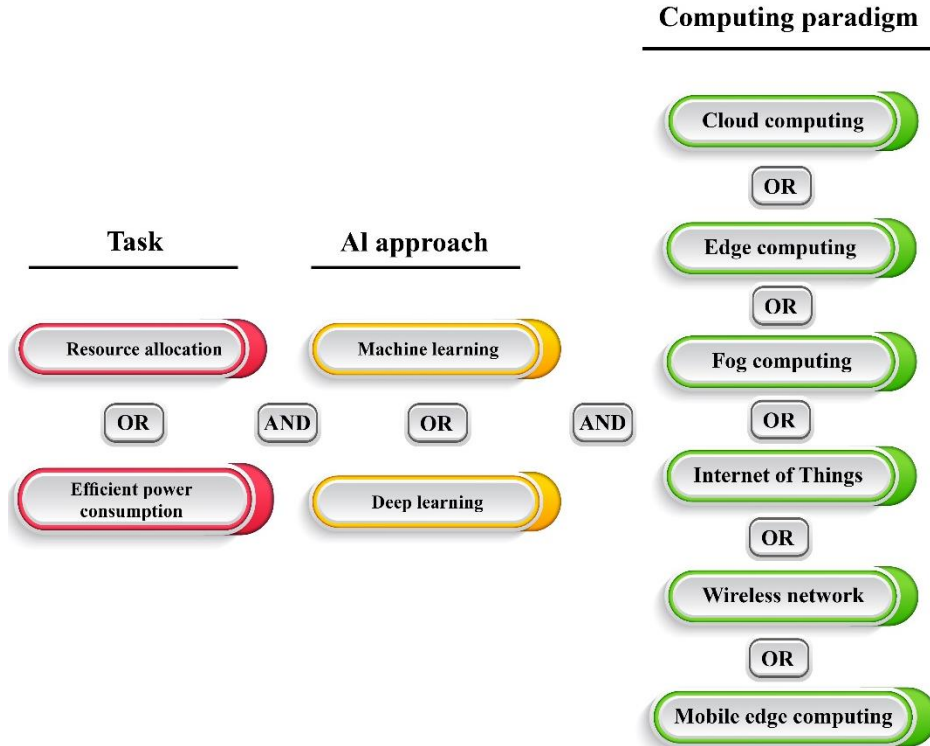 Computing paradigm
Cloud computing
OR
Edge computing
OR
Fog computing
OR
Internet of Things
OR
Wireless network
OR
Mobile edge computing
Task
Resource allocation
OR
Efficient power
consumption
AND
AI approach
Machine learning
OR
Deep learning
AND